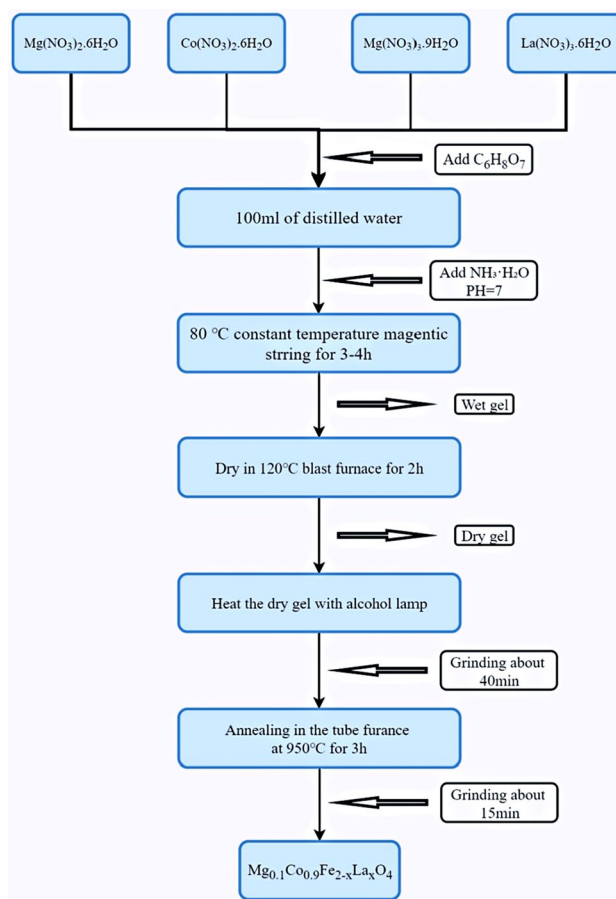 Mg(NO₃)₂.6H₂O
Co(NO₃)₂.6H₂O
Mg(NO₃)₃.9H₂O
La(NO₃)₃.6H₂O
Add C₆H₈O₇
100ml of distilled water
Add NH₃·H₂O
PH=7
80 °C constant temperature magentic
strring for 3-4h
Wet gel
Dry in 120°C blast furnace for 2h
Dry gel
Heat the dry gel with alcohol lamp
Grinding about
40min
Annealing in the tube furance
at 950°C for 3h
Grinding about
15min
Mg₀.₁Co₀.₉Fe₂₋ₓLaₓO₄